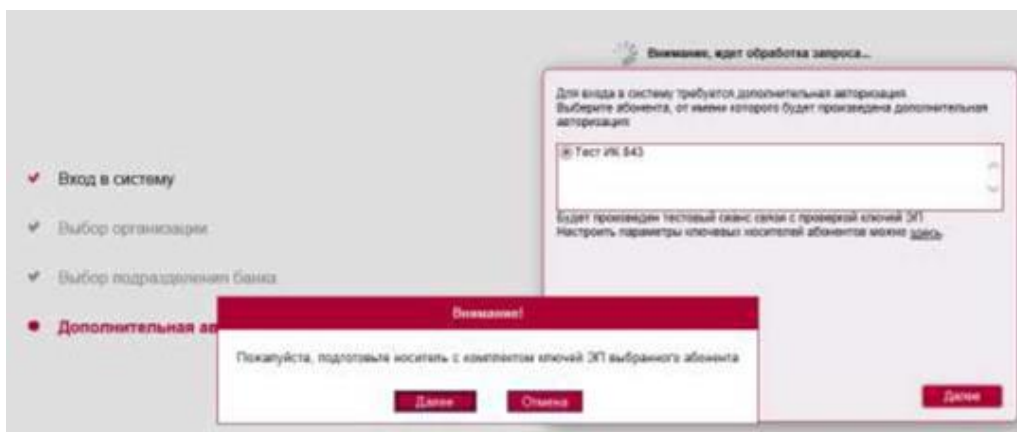 Внимание, идет обработка запроса...
Для входа в систему требуется дополнительная авторизация
Выберите абонента, от имени которого будет произведена дополнительная
авторизация:
Тест ИК 843
Будет произведен тестовый сеанс связи с проверкой ключей ЭП
Настроить параметры ключевых носителей абонентов можно здесь.
Вход в систему
Выбор организации
Выбор подразделения банка
Дополнительная ав
Внимание!
Пожалуйста, подготовьте носитель с комплектом ключей ЭП выбранного абонента
Далее Отмена
Далее